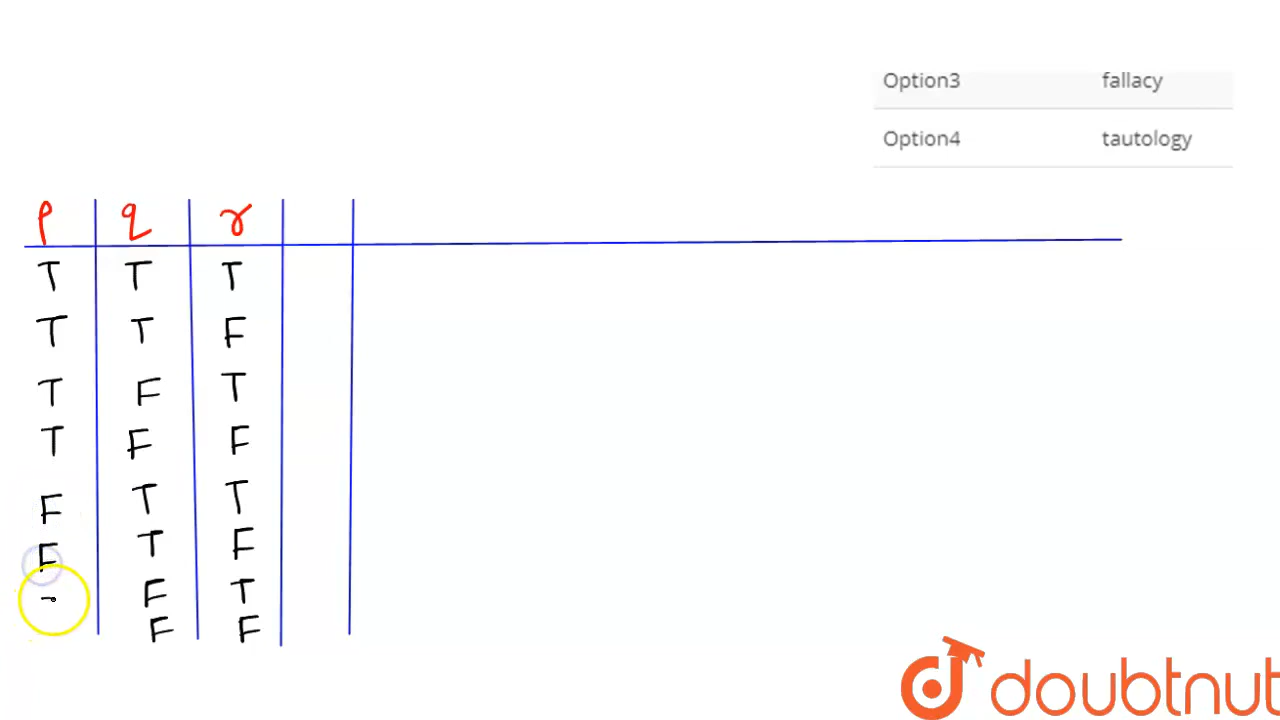 Option3 fallacy
Option4 tautology
p q r
T T T
T T F
T F T
T F F
F T T
F T F
F T
F F
doubtnut